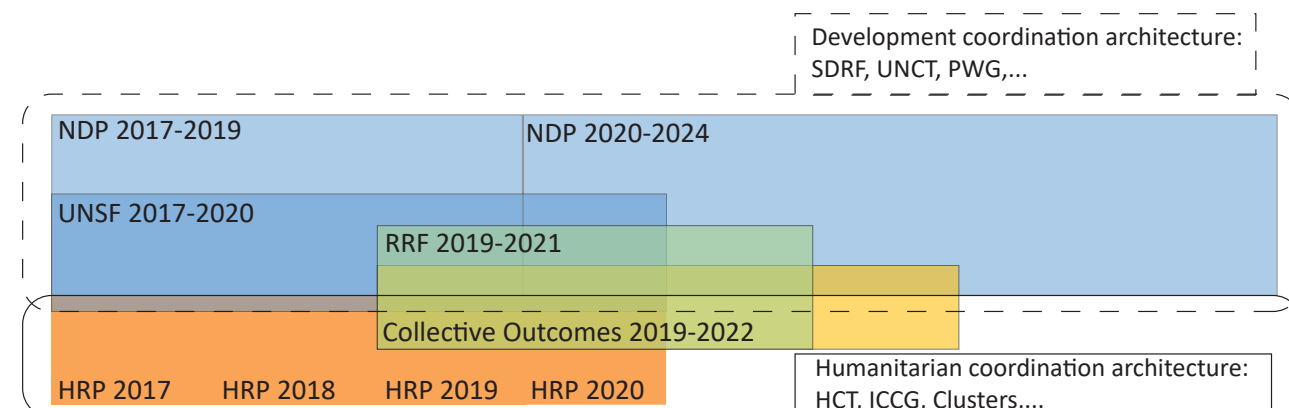 Development coordination architecture:
SDRF, UNCT, PWG,...
NDP 2017-2019
NDP 2020-2024
UNSF 2017-2020
RRF 2019-2021
Collective Outcomes 2019-2022
HRP 2017
HRP 2018
HRP 2019
HRP 2020
Humanitarian coordination architecture:
HCT, ICCG, Clusters....